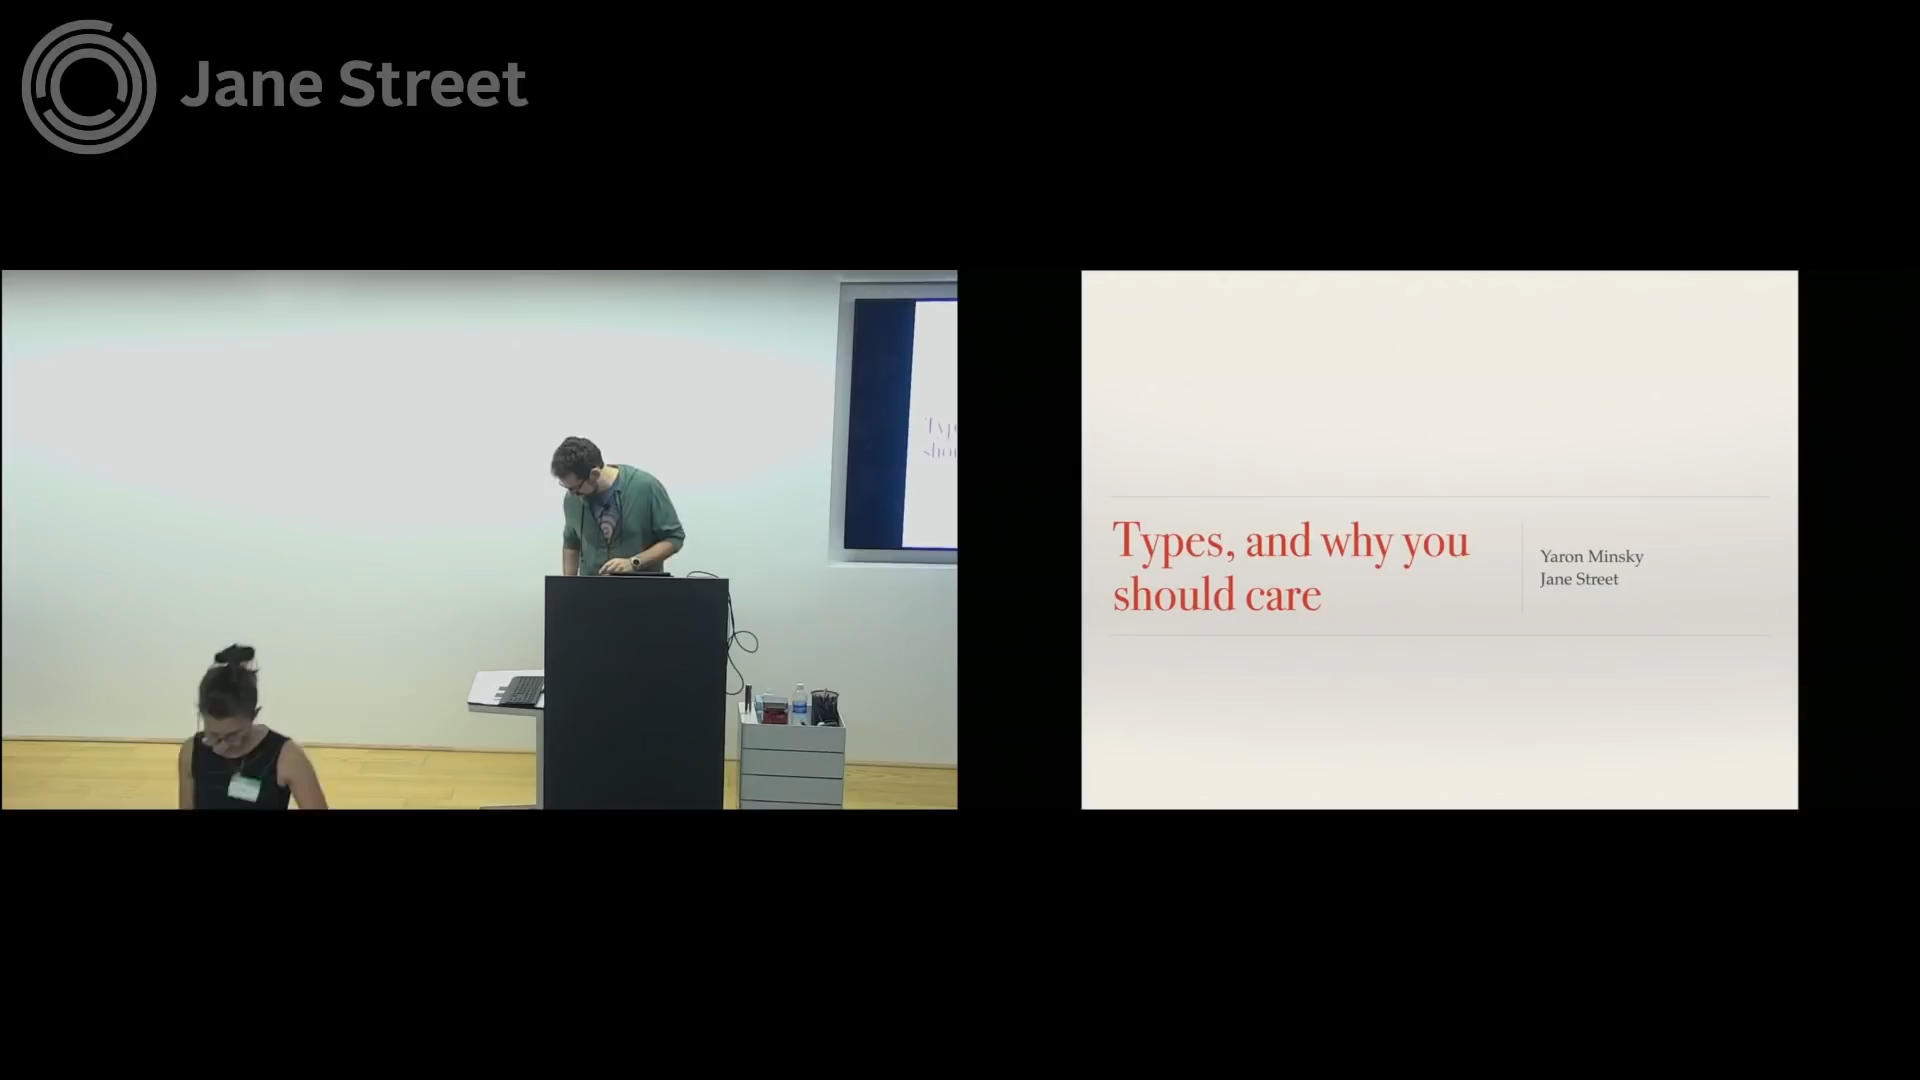 Jane Street
Types, and why you
should care
Yaron Minsky
Jane Street